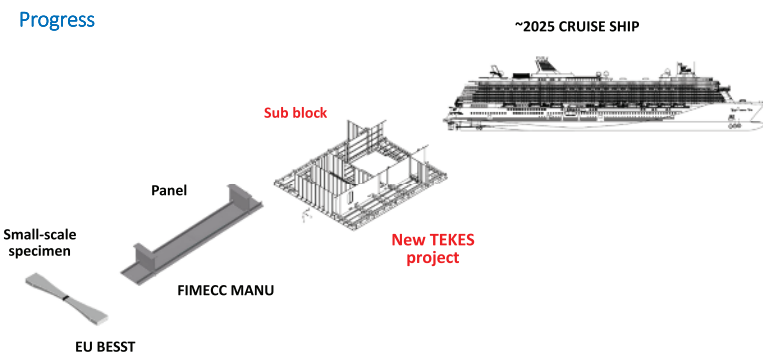 Progress
~2025 CRUISE SHIP
Sub block
Panel
Small-scale
specimen
New TEKES
project
FIMECC MANU
EU BESST